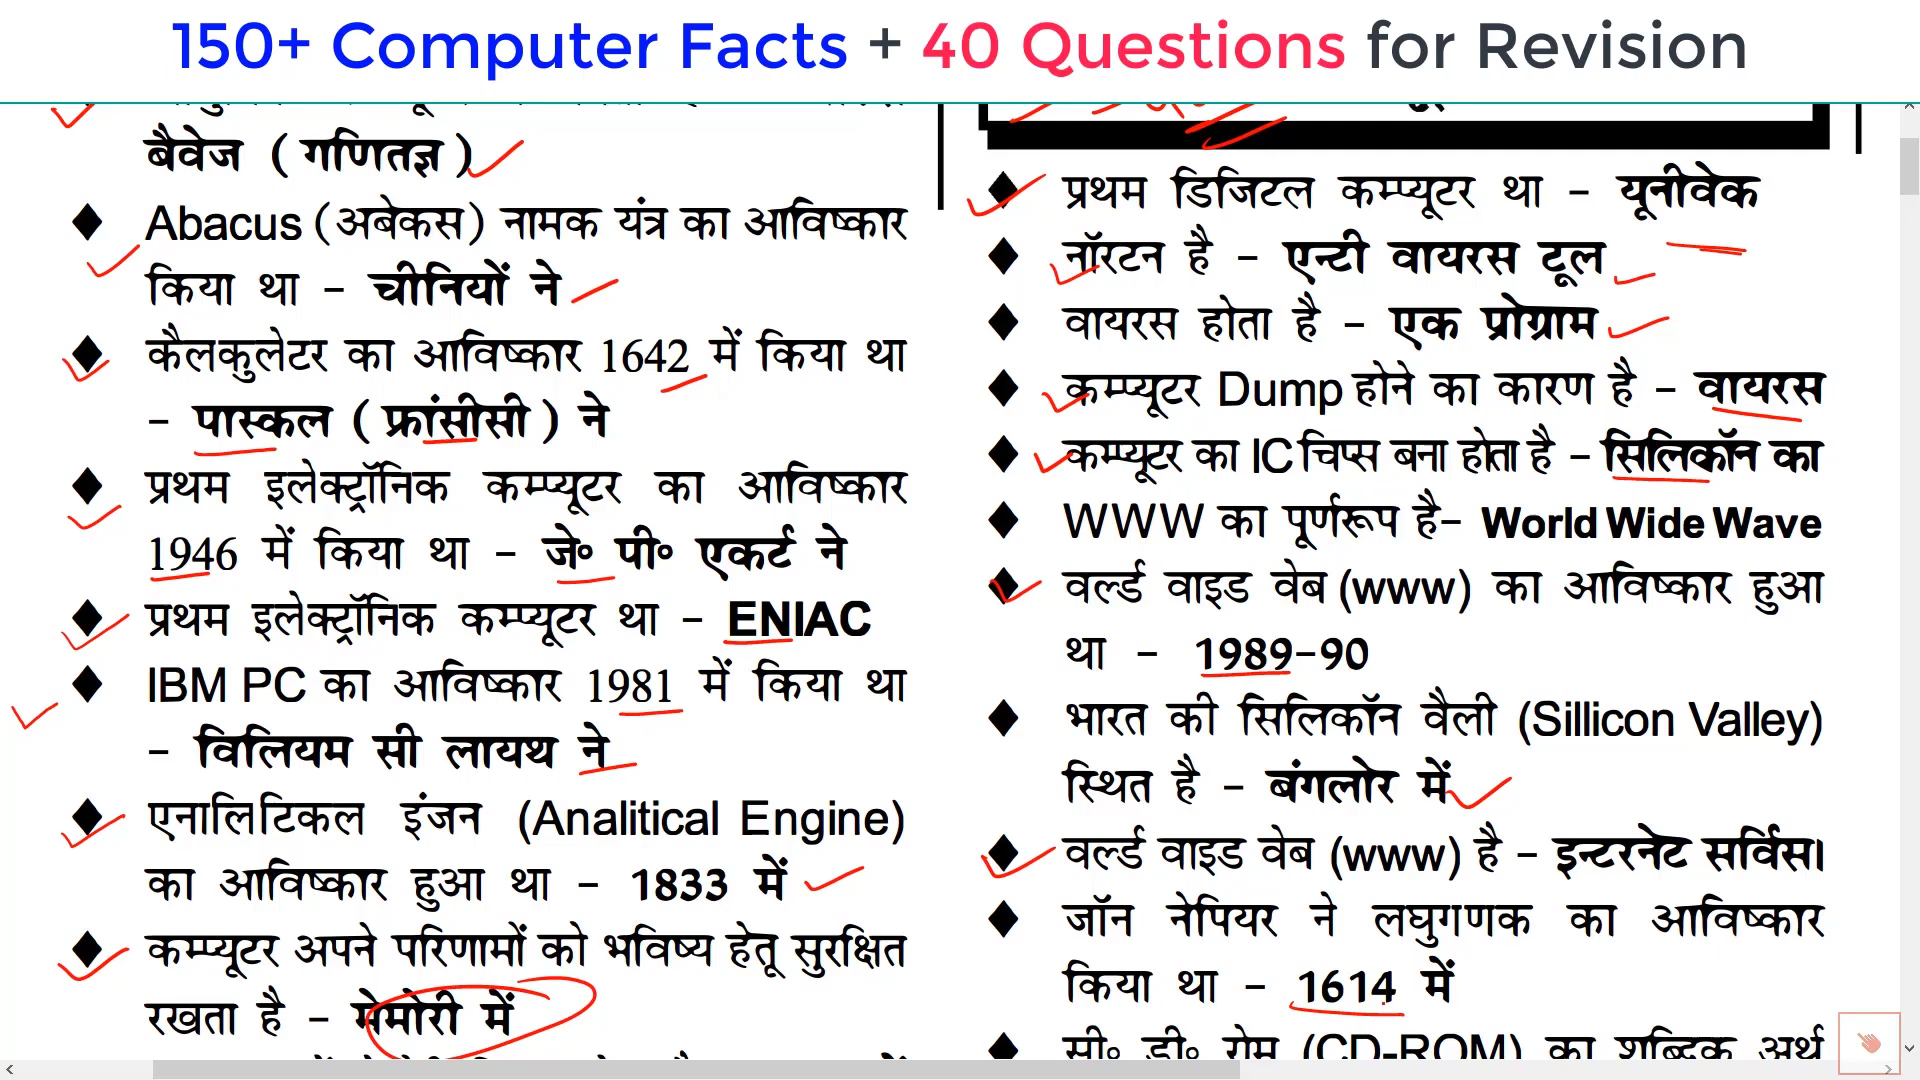 150+ Computer Facts + 40 Questions for Revision
बैवेज ( गणितज्ञ )
Abacus (अबेकस) नामक यंत्र का आविष्कार
किया था – चीनियों ने
कैलकुलेटर का आविष्कार 1642 में किया था
– पास्कल ( फ्रांसीसी ) ने
प्रथम इलेक्ट्रॉनिक कम्प्यूटर का आविष्कार
1946 में किया था – जे॰ पी॰ एकर्ट ने
प्रथम इलेक्ट्रॉनिक कम्प्यूटर था – ENIAC
IBM PC का आविष्कार 1981 में किया था
– विलियम सी लायथ ने
एनालिटिकल इंजन (Analitical Engine)
का आविष्कार हुआ था – 1833 में
कम्प्यूटर अपने परिणामों को भविष्य हेतू सुरक्षित
रखता है – मेमोरी में
प्रथम डिजिटल कम्प्यूटर था – यूनीवेक
नॉरटन है – एन्टी वायरस टूल
वायरस होता है – एक प्रोग्राम
कम्प्यूटर Dump होने का कारण है – वायरस
कम्प्यूटर का IC चिप्स बना होता है – सिलिकॉन का
WWW का पूर्णरूप है– World Wide Wave
वर्ल्ड वाइड वेब (www) का आविष्कार हुआ
था – 1989–90
भारत की सिलिकॉन वैली (Sillicon Valley)
स्थित है – बंगलोर में
वर्ल्ड वाइड वेब (www) है – इन्टरनेट सर्विस।
जॉन नेपियर ने लघुगणक का आविष्कार
किया था – 1614 में
सी॰ डी॰ रोम (CD-ROM) का शब्दिक अर्थ